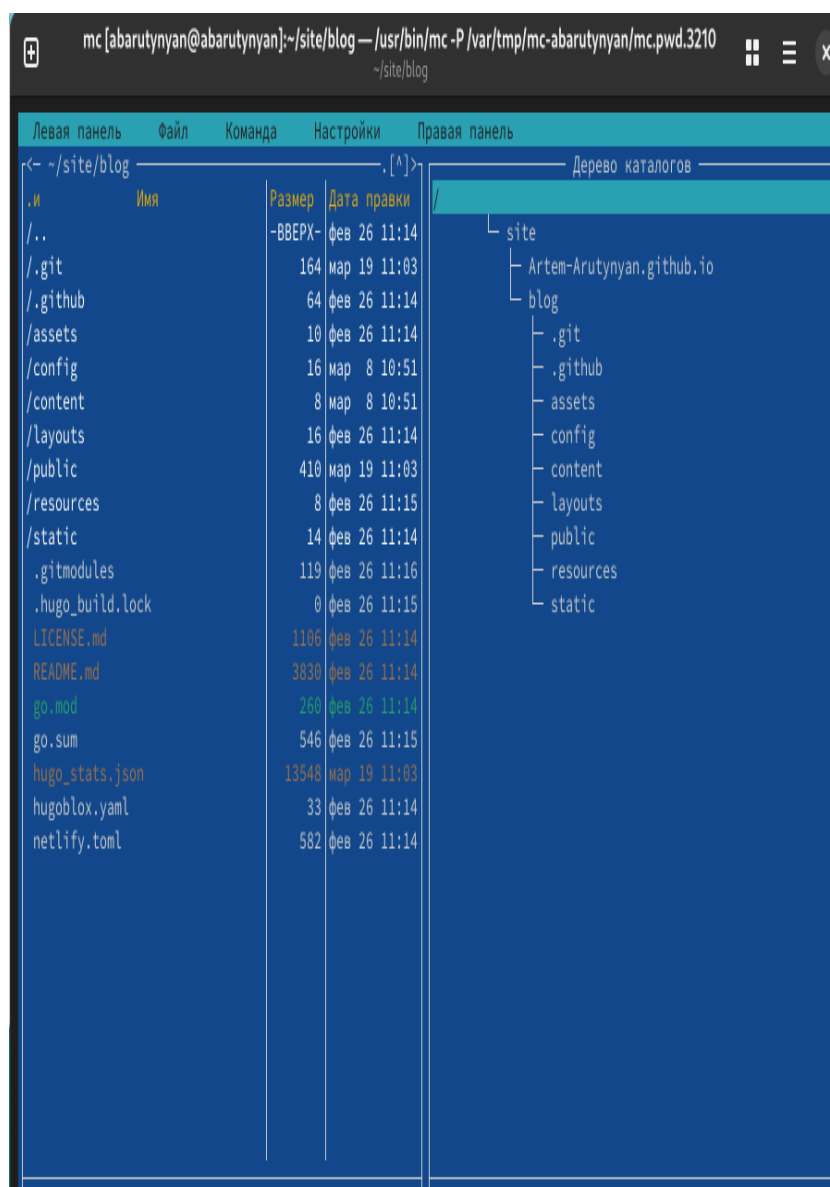 mc [abarutynyan@abarutynyan]:~/site/blog — /usr/bin/mc -P /var/tmp/mc-abarutynyan/mc.pwd.3210
~/site/blog
Левая панель Файл Команда Настройки Правая панель
<- ~/site/blog .[^]> Дерево каталогов
.и Имя Размер Дата правки /
/.. -ВВЕРХ- фев 26 11:14 site
/.git 164 мар 19 11:03 Artem-Arutynyan.github.io
/.github 64 фев 26 11:14 blog
/assets 10 фев 26 11:14 .git
/config 16 мар 8 10:51 .github
/content 8 мар 8 10:51 assets
/layouts 16 фев 26 11:14 config
/public 410 мар 19 11:03 content
/resources 8 фев 26 11:15 layouts
/static 14 фев 26 11:14 public
.gitmodules 119 фев 26 11:16 resources
.hugo_build.lock 0 фев 26 11:15 static
LICENSE.md 1106 фев 26 11:14
README.md 3830 фев 26 11:14
go.mod 260 фев 26 11:14
go.sum 546 фев 26 11:15
hugo_stats.json 13548 мар 19 11:03
hugoblox.yaml 33 фев 26 11:14
netlify.toml 582 фев 26 11:14